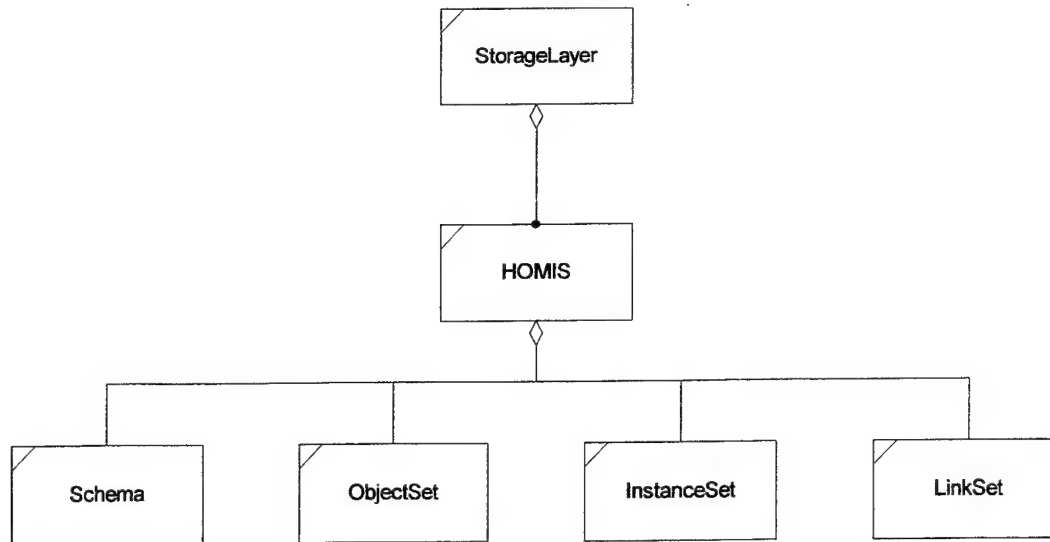 StorageLayer
HOMIS
Schema
ObjectSet
InstanceSet
LinkSet